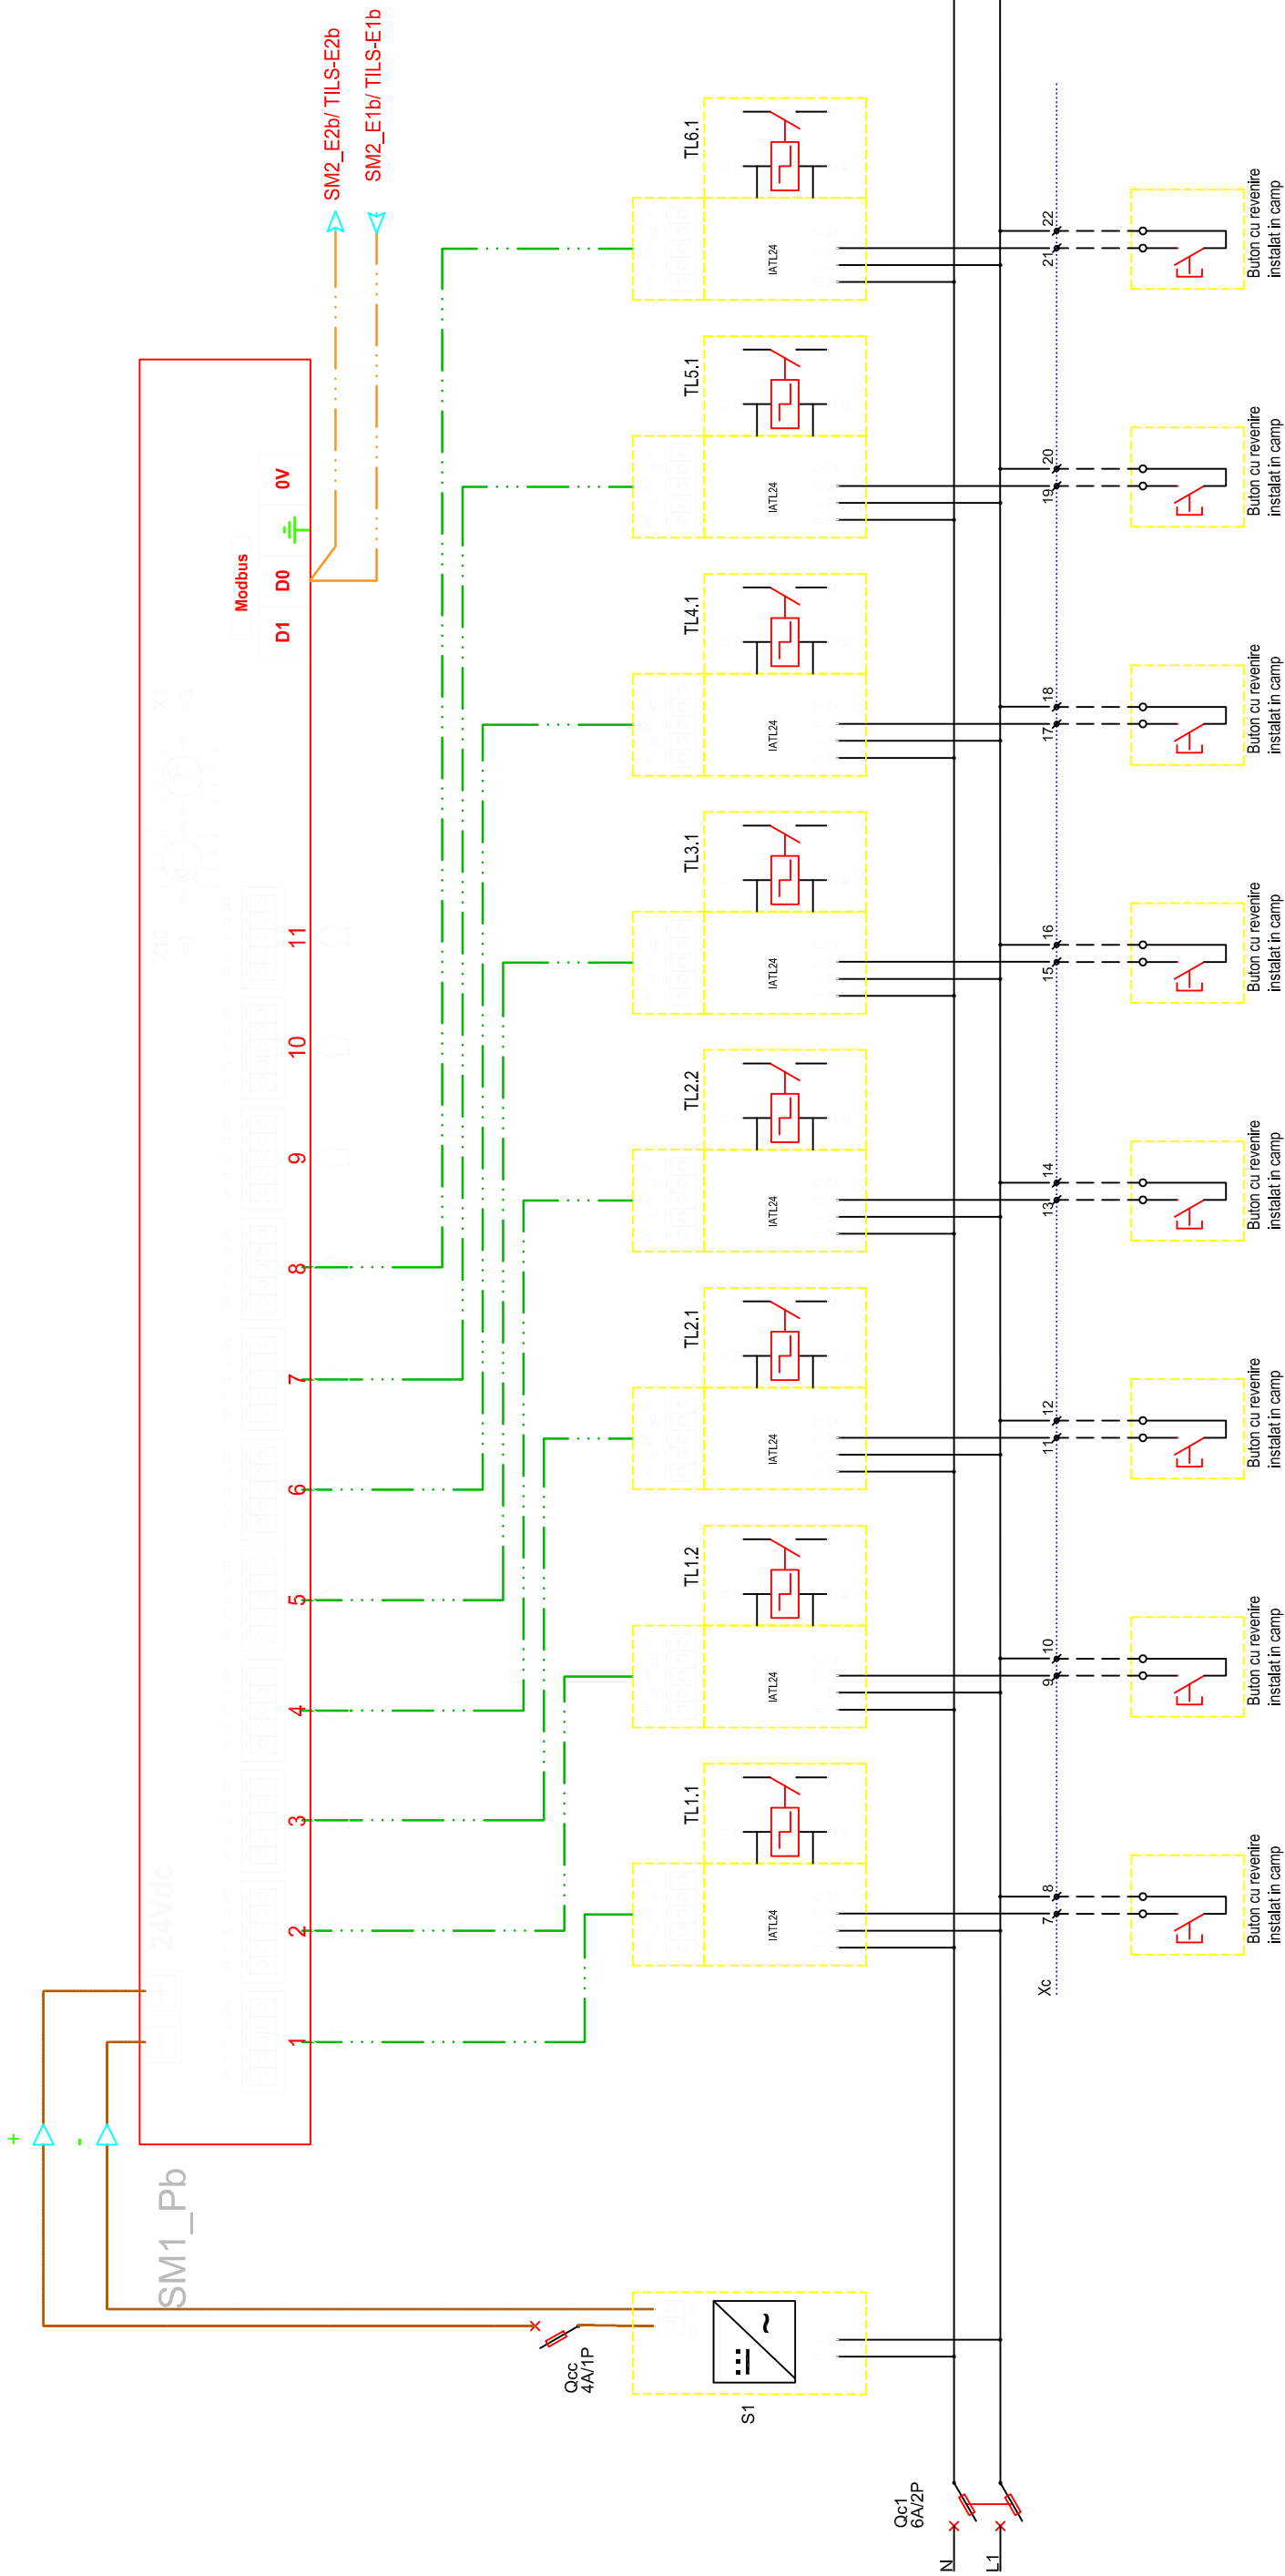 +
-
24Vdc
SM1_Pb
1
2
3
4
5
6
7
8
9
10
11
X10
X1
Modbus
D1
D0
0V
SM2_E2b/ TILS-E2b
SM2_E1b/ TILS-E1b
Qcc
4A/1P
S1
TL1.1
TL1.2
TL2.1
TL2.2
TL3.1
TL4.1
TL5.1
TL6.1
IATL24
IATL24
IATL24
IATL24
IATL24
IATL24
IATL24
IATL24
Qc1
6A/2P
N
L1
Xc
7
8
9
10
11
12
13
14
15
16
17
18
19
20
21
22
Buton cu revenire
instalat in camp
Buton cu revenire
instalat in camp
Buton cu revenire
instalat in camp
Buton cu revenire
instalat in camp
Buton cu revenire
instalat in camp
Buton cu revenire
instalat in camp
Buton cu revenire
instalat in camp
Buton cu revenire
instalat in camp